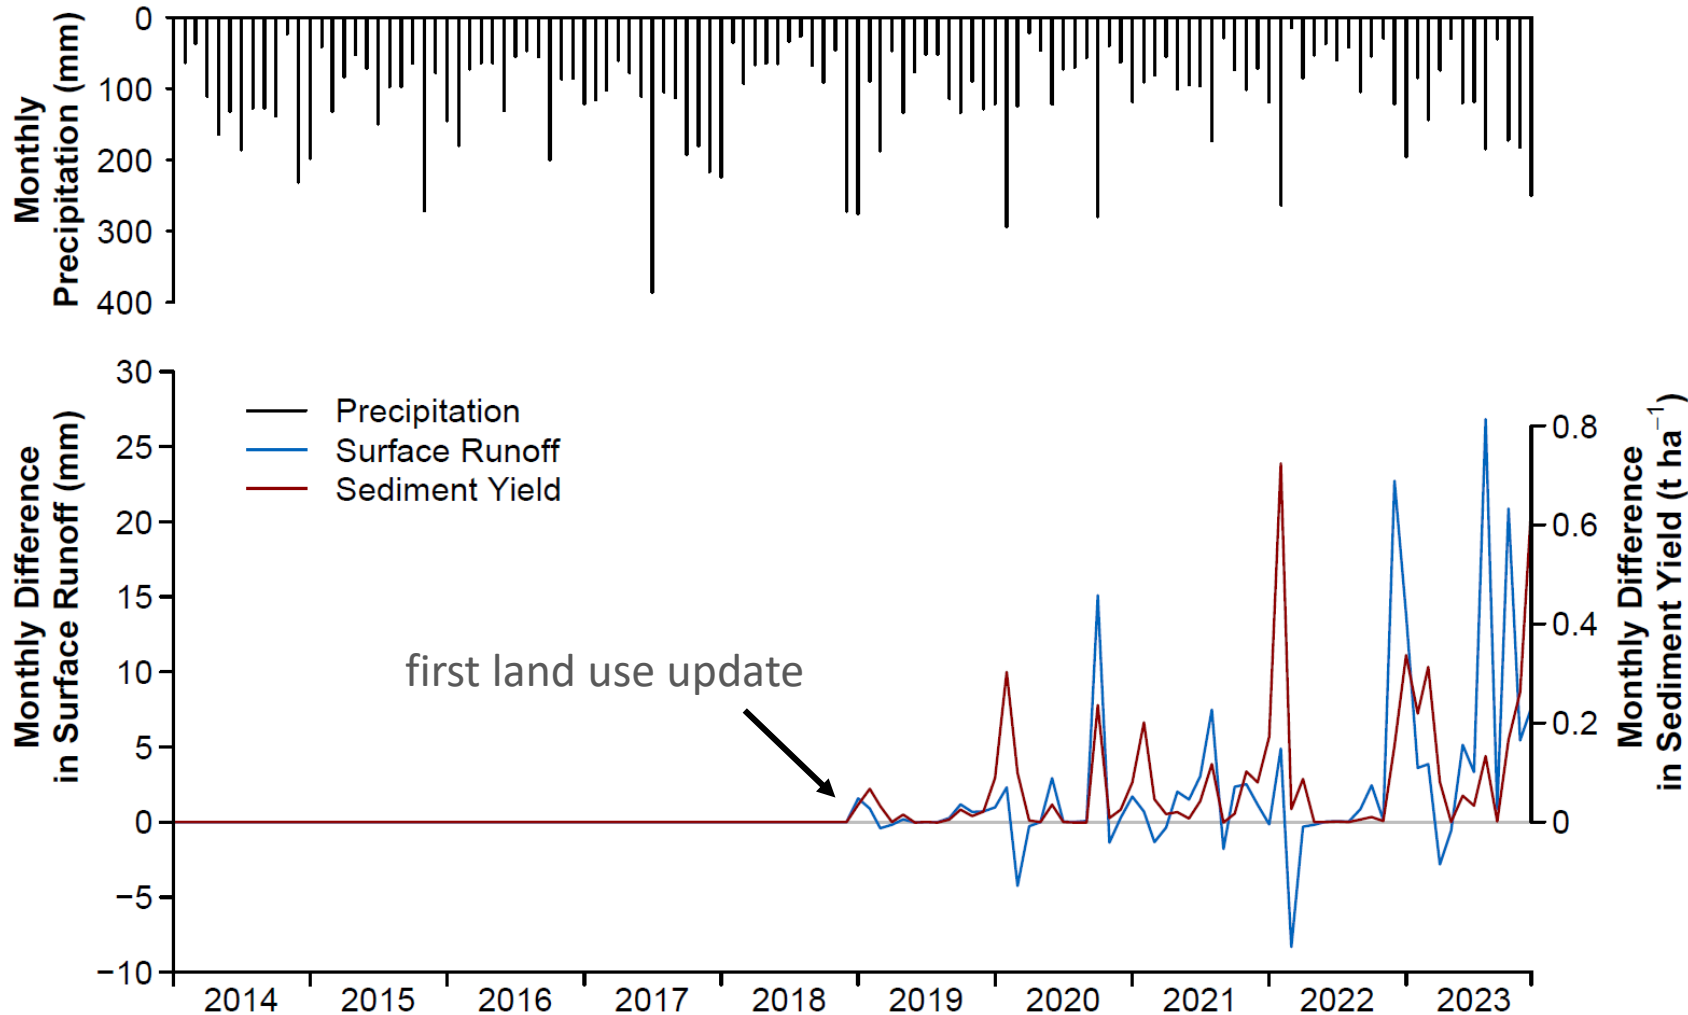 Monthly
Precipitation (mm)
0
100
200
300
400
Monthly Difference
in Surface Runoff (mm)
30
25
20
15
10
5
0
−5
−10
Precipitation
Surface Runoff
Sediment Yield
first land use update
0.8
0.6
0.4
0.2
0
Monthly Difference
in Sediment Yield (t ha⁻¹)
2014 2015 2016 2017 2018 2019 2020 2021 2022 2023